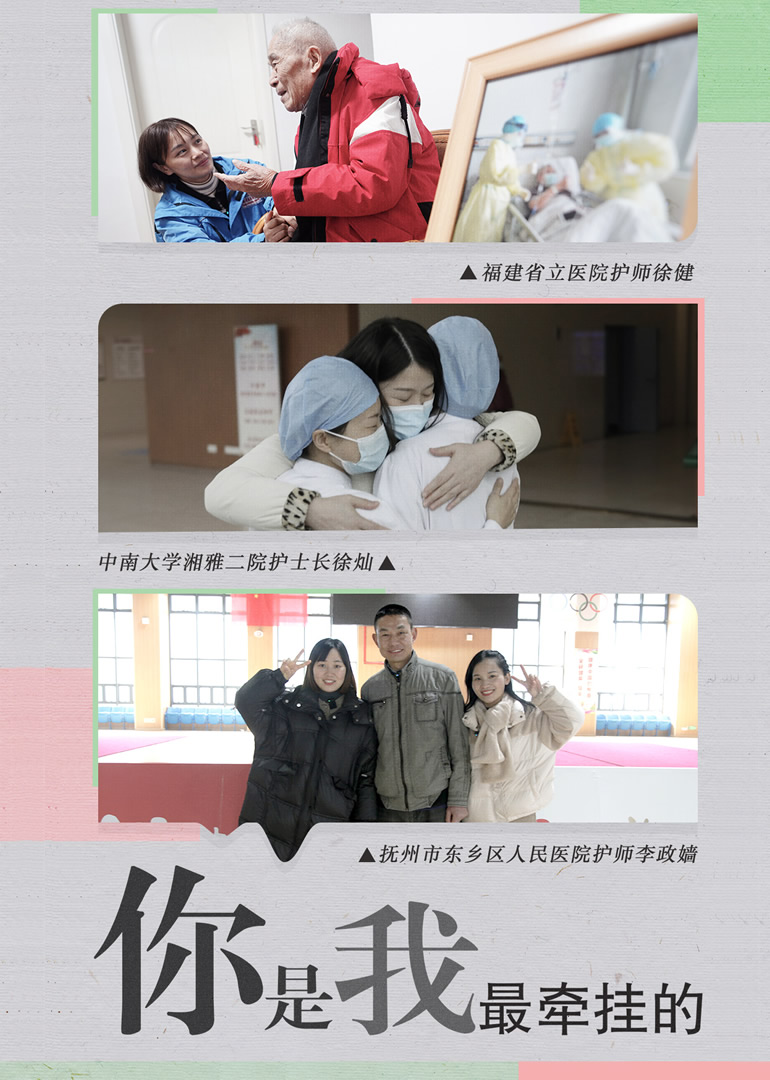 ▲福建省立医院护师徐健
中南大学湘雅二院护士长徐灿▲
▲抚州市东乡区人民医院护师李政嫱
你是我最牵挂的